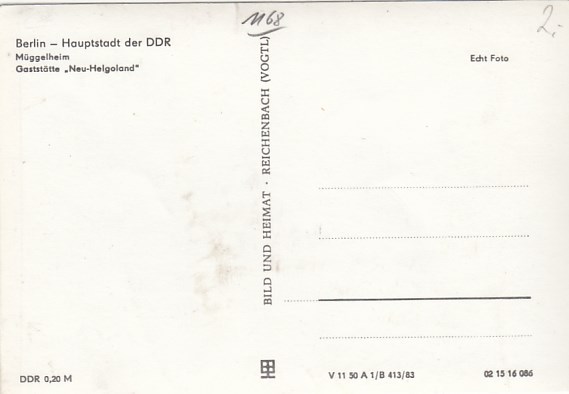 1168
2.-
Berlin – Hauptstadt der DDR
Müggelheim
Gaststätte „Neu-Helgoland"
Echt Foto
BILD UND HEIMAT · REICHENBACH (VOGTL)
DDR 0,20 M
V 11 50 A 1/B 413/83
02 15 16 086